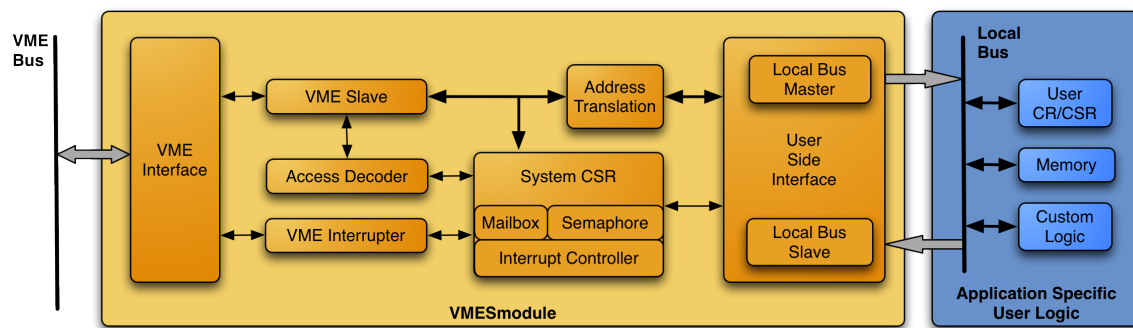 VME
Bus
VME
Interface
VME Slave
Access Decoder
VME Interrupter
Address
Translation
System CSR
Mailbox
Semaphore
Interrupt Controller
Local Bus
Master
User
Side
Interface
Local Bus
Slave
VMESmodule
Local
Bus
User
CR/CSR
Memory
Custom
Logic
Application Specific
User Logic